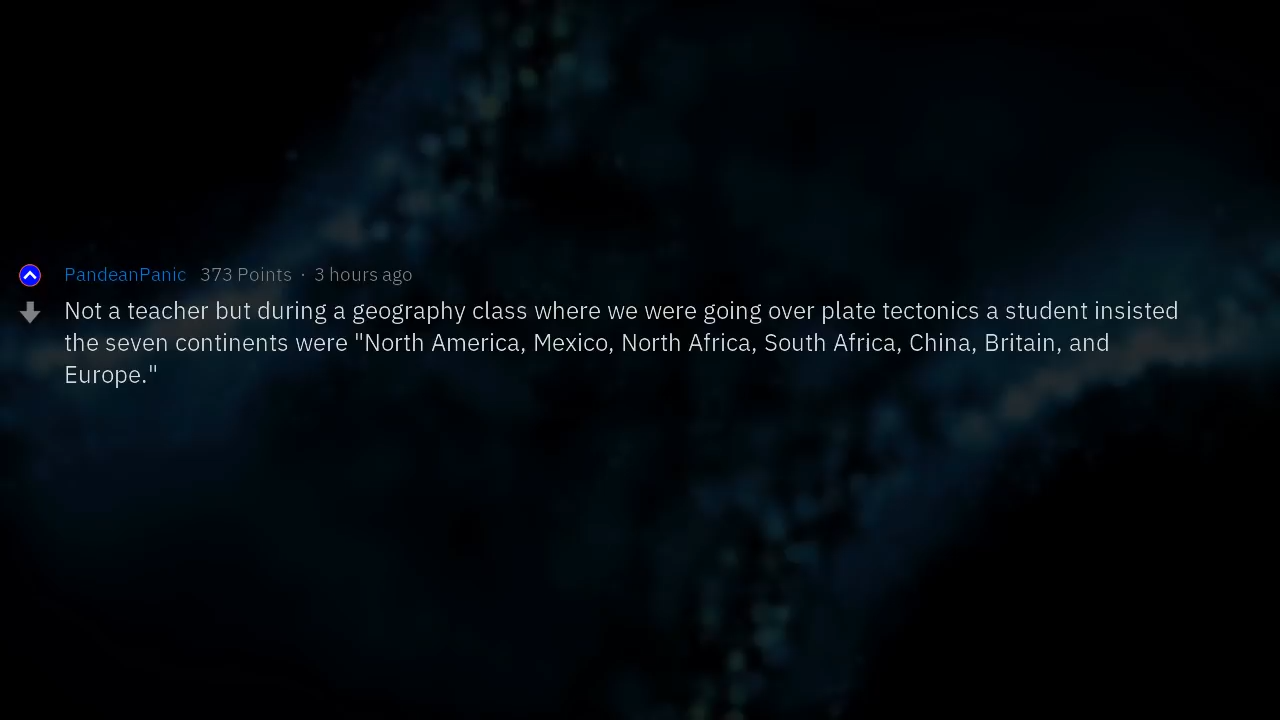 PandeanPanic 373 Points · 3 hours ago
Not a teacher but during a geography class where we were going over plate tectonics a student insisted
the seven continents were "North America, Mexico, North Africa, South Africa, China, Britain, and
Europe."